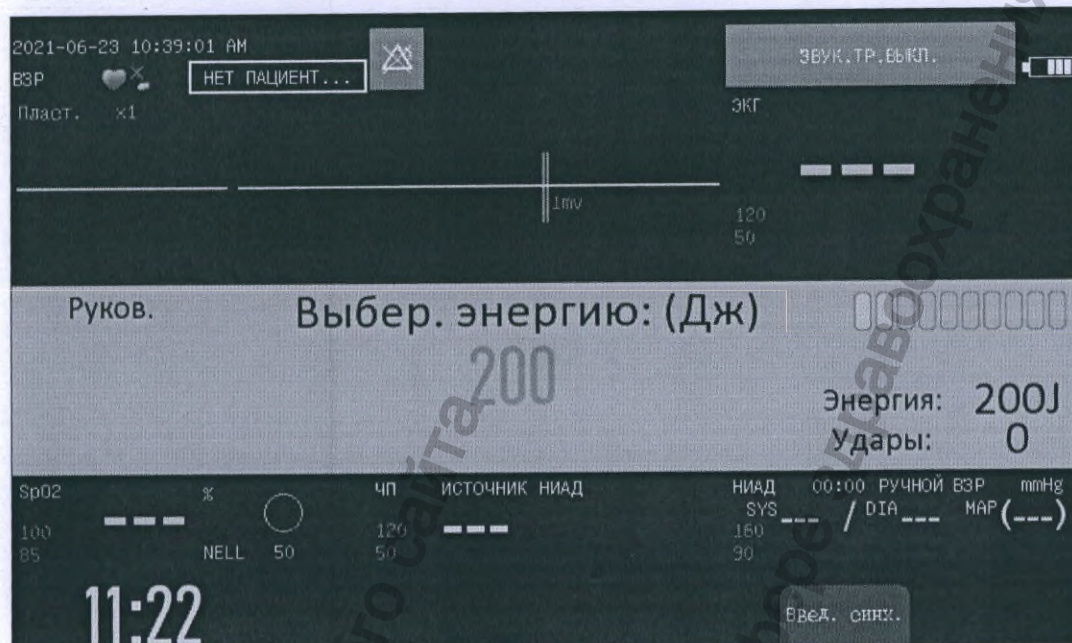 2021-06-23 10:39:01 AM
ВЗР НЕТ ПАЦИЕНТ...
ЗВУК.ТР.ВЫКЛ.
Пласт. x1
ЭКГ
---
1mv
120
50
Руков. Выбер. энергию: (Дж)
200
Энергия: 200J
Удары: 0
SpO2 % ЧП ИСТОЧНИК НИАД НИАД 00:00 РУЧНОЙ ВЗР mmHg
--- --- SYS --- / DIA --- MAP (---)
100 120 160
85 NELL 50 50 90
11:22
Введ. синх.
го сайта